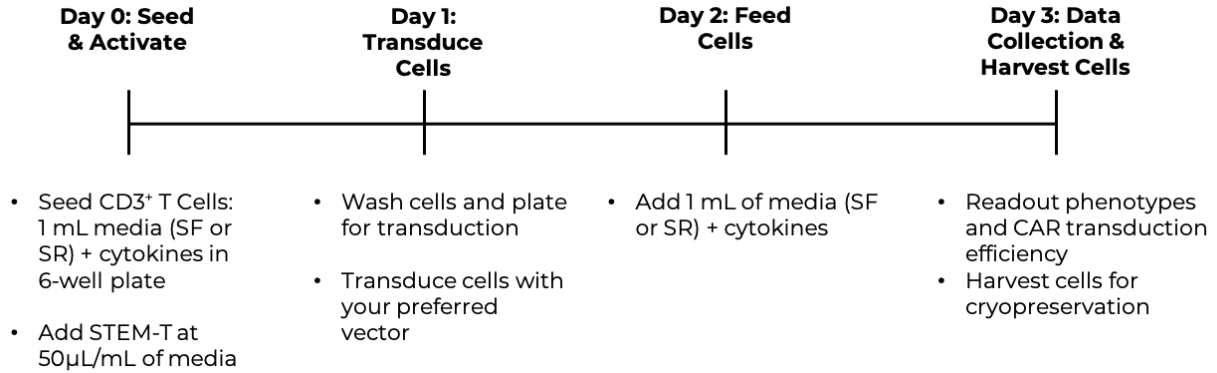 Day 0: Seed
& Activate
Day 1:
Transduce
Cells
Day 2: Feed
Cells
Day 3: Data
Collection &
Harvest Cells
• Seed CD3⁺ T Cells:
1 mL media (SF or
SR) + cytokines in
6-well plate
• Add STEM-T at
50µL/mL of media
• Wash cells and plate
for transduction
• Transduce cells with
your preferred
vector
• Add 1 mL of media (SF
or SR) + cytokines
• Readout phenotypes
and CAR transduction
efficiency
• Harvest cells for
cryopreservation